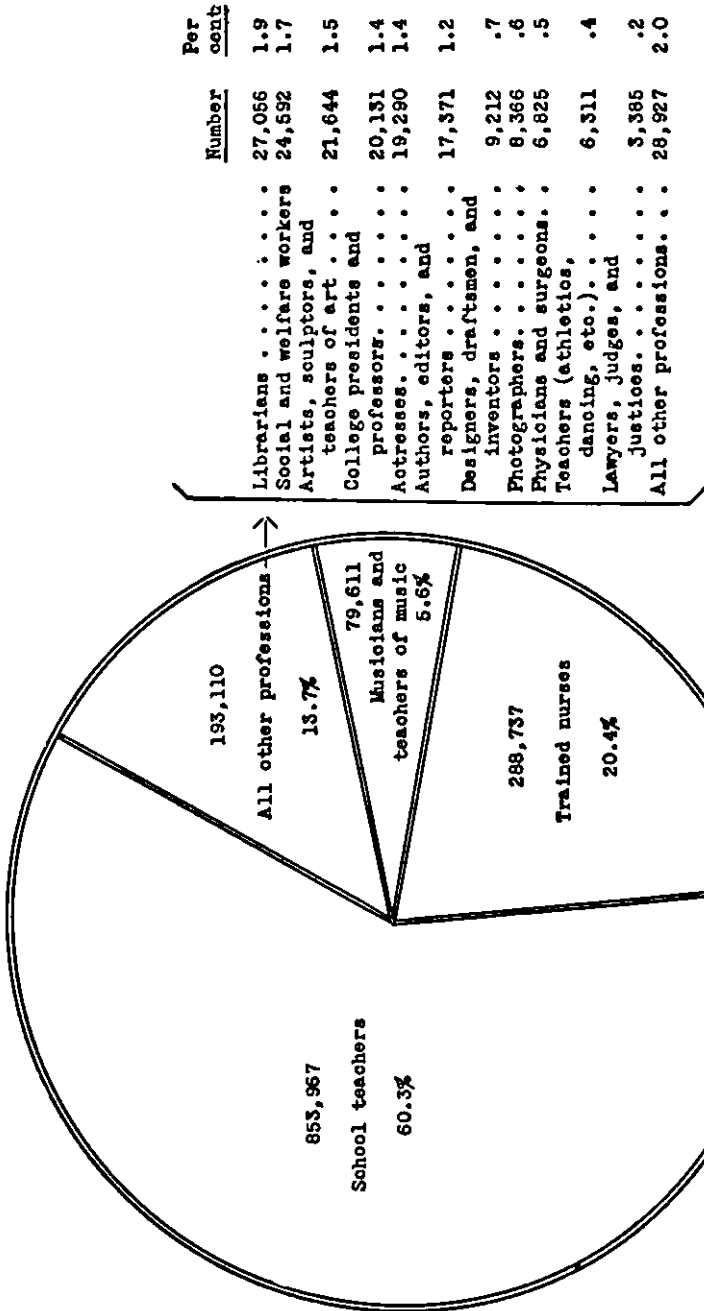 853,967
School teachers
60.3%
193,110
All other professions
13.7%
79,611
Musicians and
teachers of music
5.6%
288,737
Trained nurses
20.4%
Number Per cent
Librarians . . . . . . . . . 27,056 1.9
Social and welfare workers 24,592 1.7
Artists, sculptors, and
teachers of art . . . . . 21,644 1.5
College presidents and
professors. . . . . . . . 20,131 1.4
Actresses. . . . . . . . . . 19,290 1.4
Authors, editors, and
reporters . . . . . . . . 17,371 1.2
Designers, draftsmen, and
inventors . . . . . . . . 9,212 .7
Photographers. . . . . . . . 8,366 .6
Physicians and surgeons. . . 6,825 .5
Teachers (athletics,
dancing, etc.). . . . . . 6,311 .4
Lawyers, judges, and
justices. . . . . . . . . 3,385 .2
All other professions. . . . 28,927 2.0